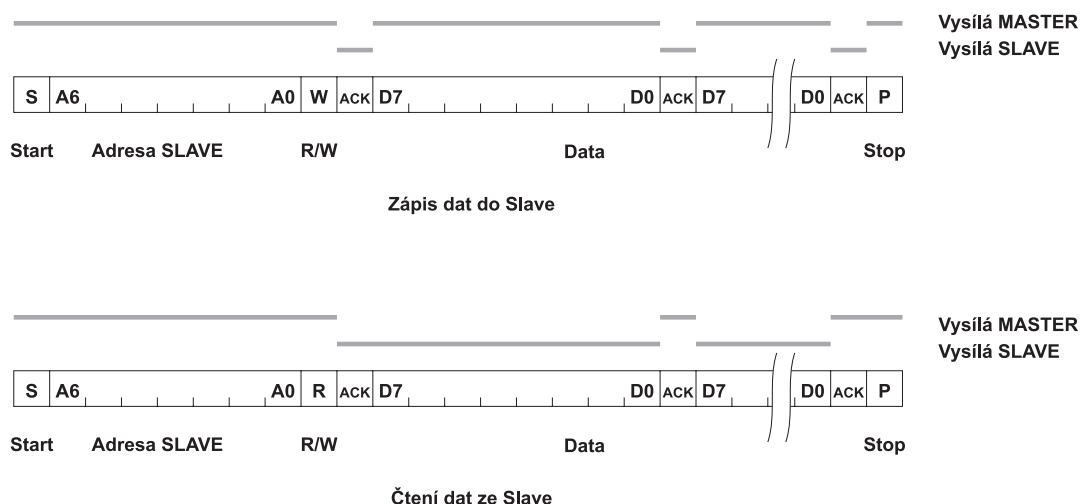 Vysílá MASTER
Vysílá SLAVE
S A6 A0 W ACK D7 D0 ACK D7 D0 ACK P
Start Adresa SLAVE R/W Data Stop
Zápis dat do Slave
Vysílá MASTER
Vysílá SLAVE
S A6 A0 R ACK D7 D0 ACK D7 D0 ACK P
Start Adresa SLAVE R/W Data Stop
Čtení dat ze Slave